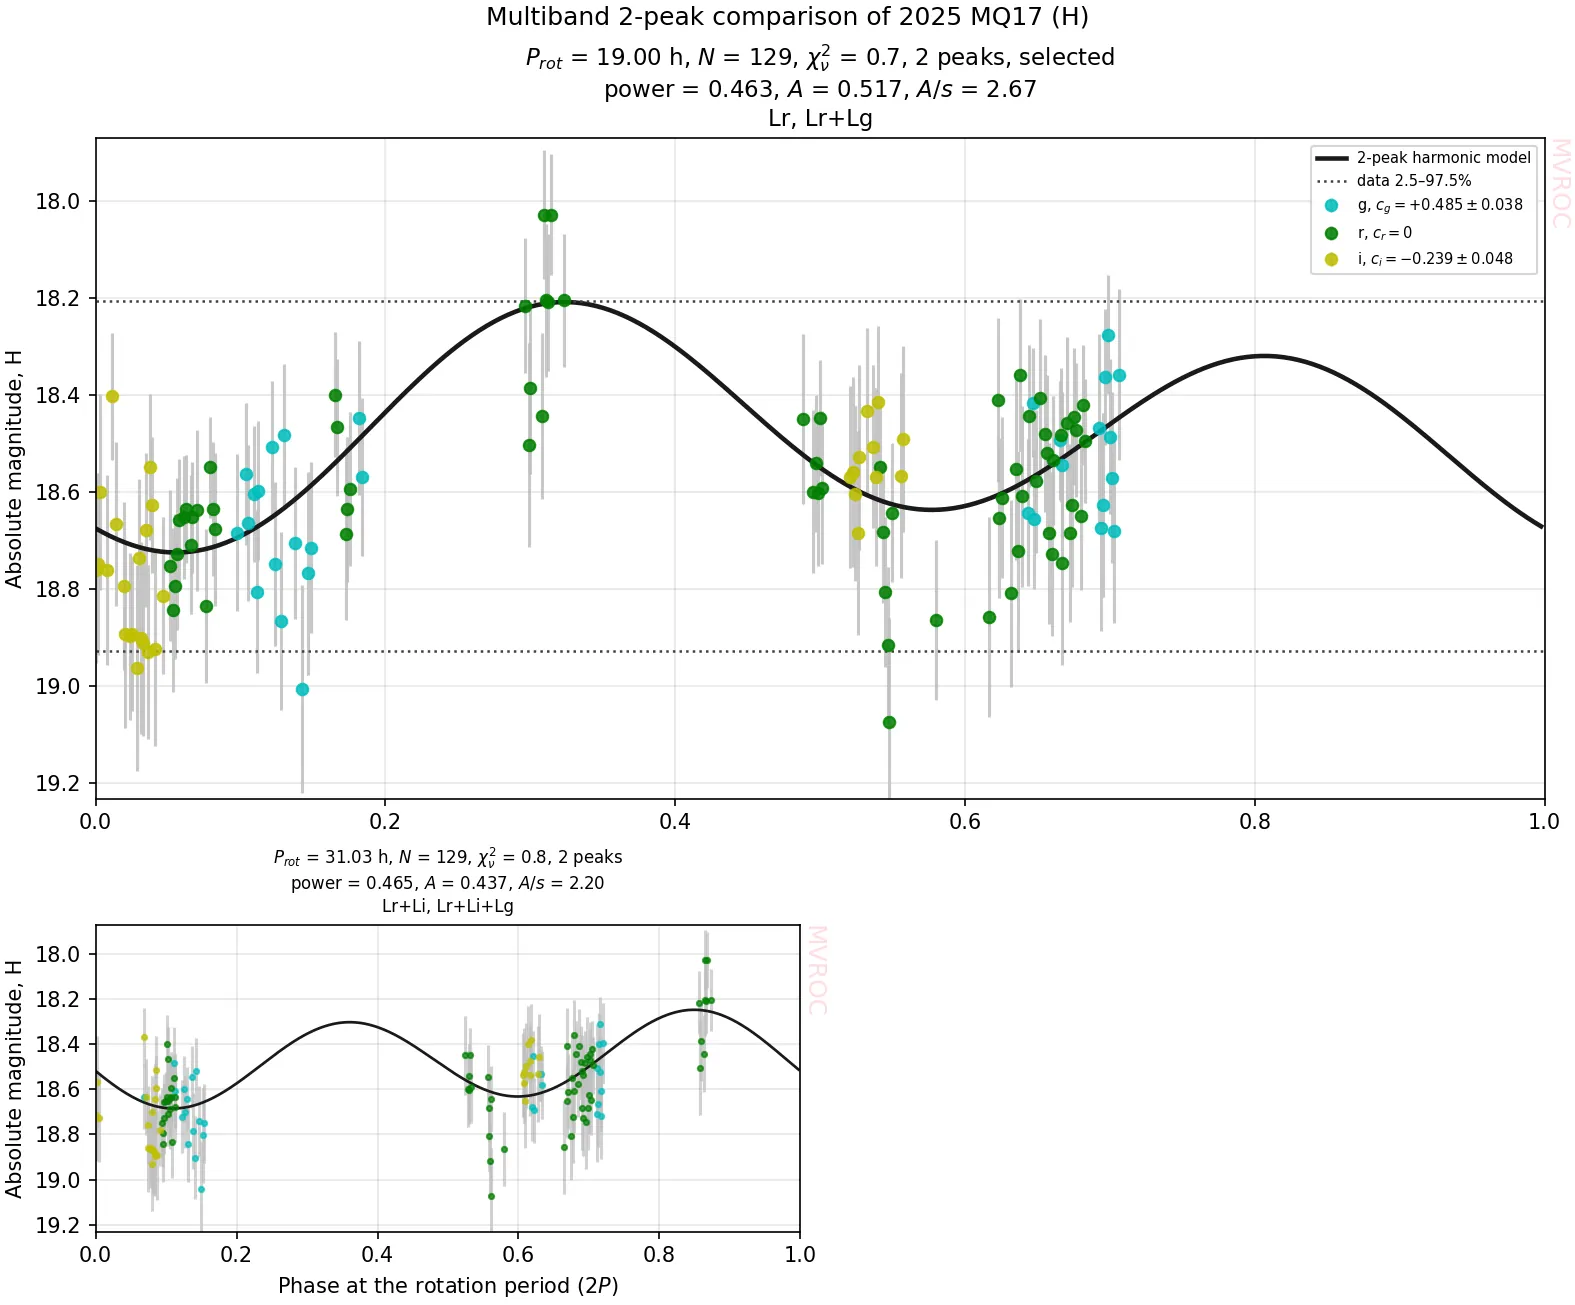 Multiband 2-peak comparison of 2025 MQ17 (H)
P_rot = 19.00 h, N = 129, χ²_ν = 0.7, 2 peaks, selected
power = 0.463, A = 0.517, A/s = 2.67
Lr, Lr+Lg
2-peak harmonic model
data 2.5–97.5%
g, c_g = +0.485 ± 0.038
r, c_r = 0
i, c_i = −0.239 ± 0.048
MVROC
Absolute magnitude, H
18.0
18.2
18.4
18.6
18.8
19.0
19.2
0.0 0.2 0.4 0.6 0.8 1.0
P_rot = 31.03 h, N = 129, χ²_ν = 0.8, 2 peaks
power = 0.465, A = 0.437, A/s = 2.20
Lr+Li, Lr+Li+Lg
MVROC
Absolute magnitude, H
18.0
18.2
18.4
18.6
18.8
19.0
19.2
0.0 0.2 0.4 0.6 0.8 1.0
Phase at the rotation period (2P)